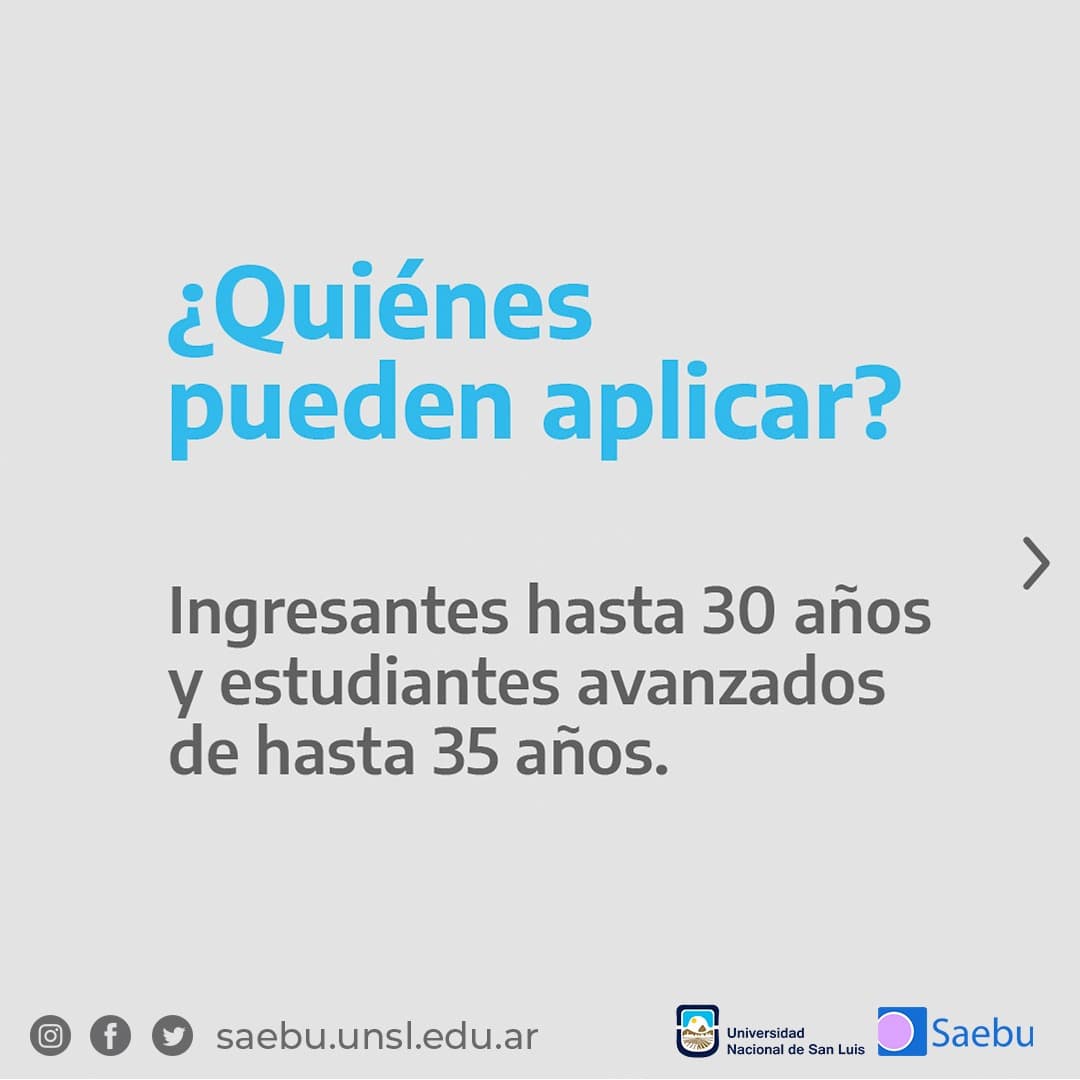 ¿Quiénes
pueden aplicar?
Ingresantes hasta 30 años
y estudiantes avanzados
de hasta 35 años.
saebu.unsl.edu.ar
Universidad
Nacional de San Luis
Saebu